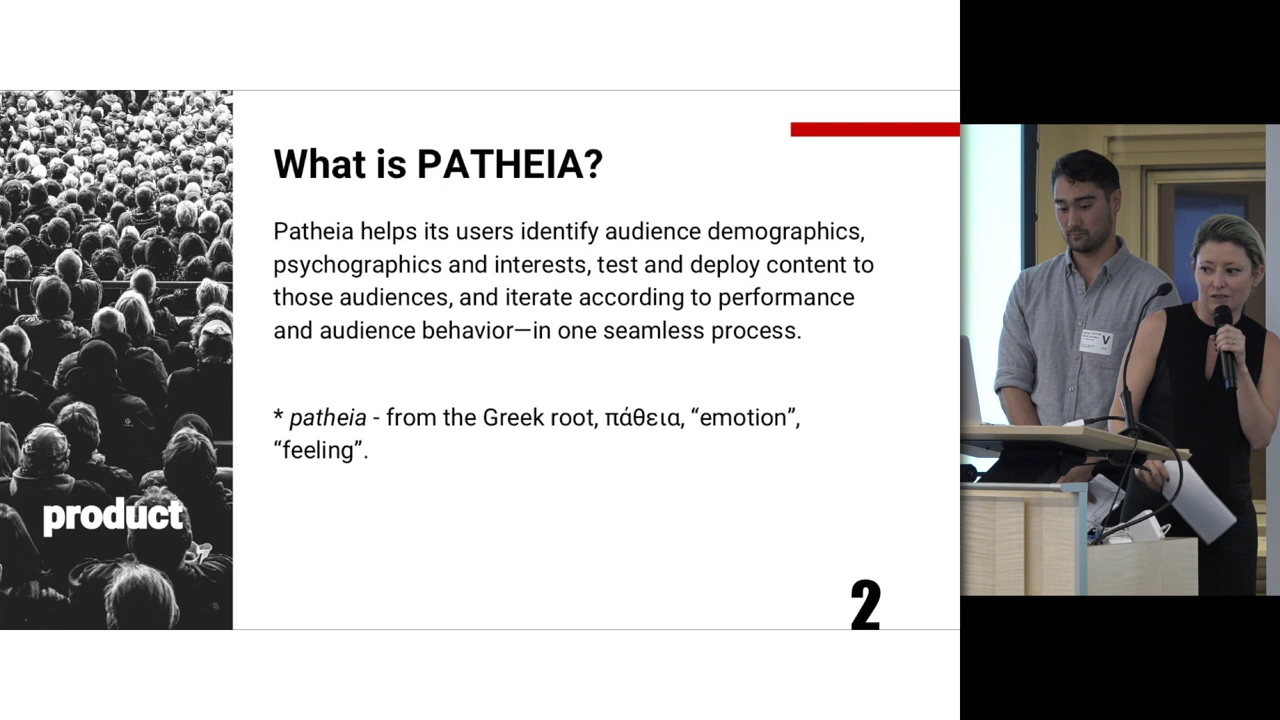 What is PATHEIA?
Patheia helps its users identify audience demographics,
psychographics and interests, test and deploy content to
those audiences, and iterate according to performance
and audience behavior—in one seamless process.
* patheia - from the Greek root, πάθεια, “emotion”,
“feeling”.
product
2
V